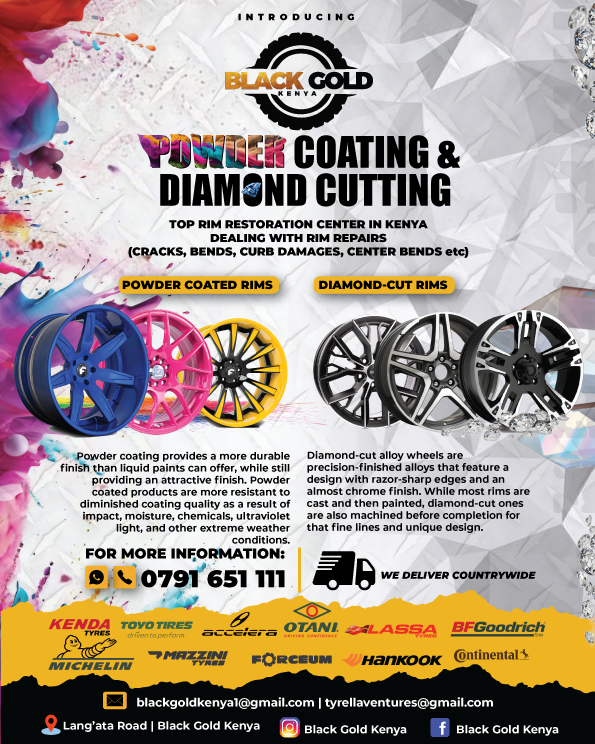 INTRODUCING
BLACK GOLD
KENYA
POWDER COATING &
DIAMOND CUTTING
TOP RIM RESTORATION CENTER IN KENYA
DEALING WITH RIM REPAIRS
(CRACKS, BENDS, CURB DAMAGES, CENTER BENDS etc)
POWDER COATED RIMS
Powder coating provides a more durable
finish than liquid paints can offer, while still
providing an attractive finish. Powder
coated products are more resistant to
diminished coating quality as a result of
impact, moisture, chemicals, ultraviolet
light, and other extreme weather
conditions.
DIAMOND-CUT RIMS
Diamond-cut alloy wheels are
precision-finished alloys that feature a
design with razor-sharp edges and an
almost chrome finish. While most rims are
cast and then painted, diamond-cut ones
are also machined before completion for
that fine lines and unique design.
FOR MORE INFORMATION:
0791 651 111
WE DELIVER COUNTRYWIDE
KENDA
TYRES
TOYO TIRES
driven to perform
accelera
OTANI
DRIVING CONFIDENCE
LASSA
TYRES
BFGoodrich
Tires
MICHELIN
MAZZINI
TYRES
FORCEUM
HANKOOK
Continental
blackgoldkenya1@gmail.com | tyrellaventures@gmail.com
Lang'ata Road | Black Gold Kenya
Black Gold Kenya
Black Gold Kenya